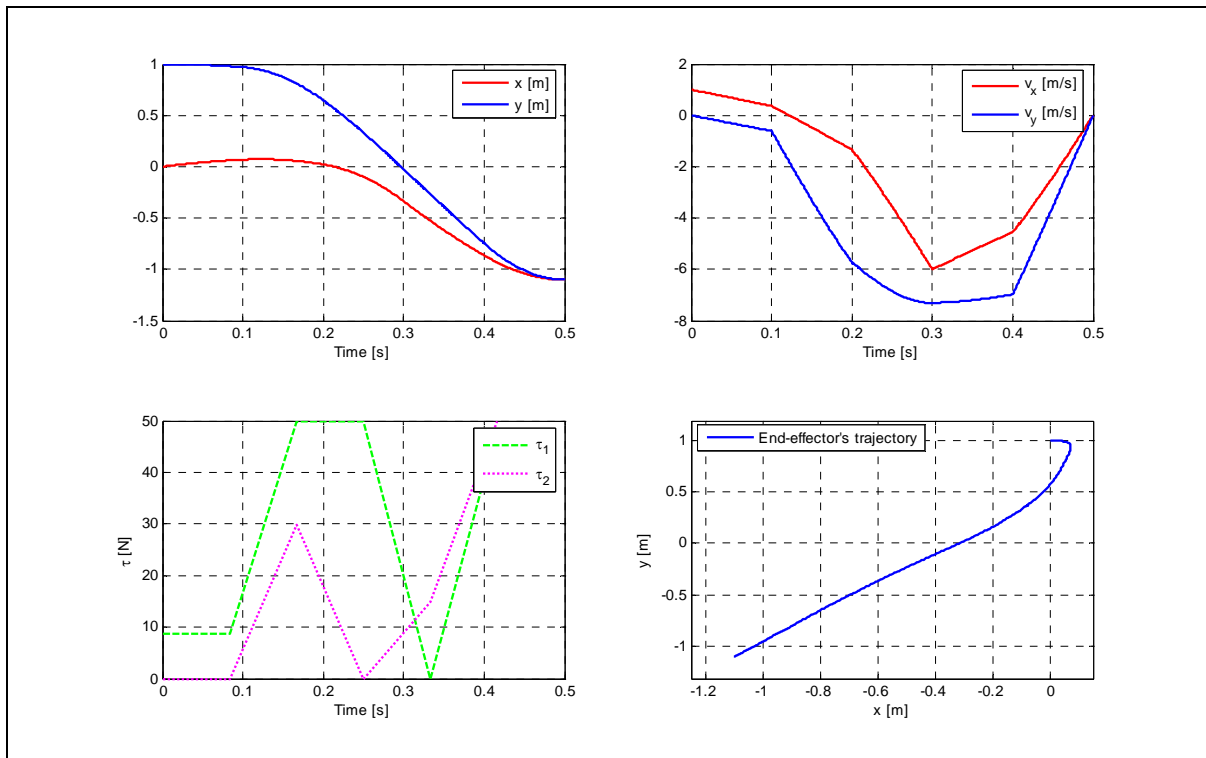 1
0.5
0
-0.5
-1
-1.5
0 0.1 0.2 0.3 0.4 0.5
Time [s]
x [m]
y [m]
2
0
-2
-4
-6
-8
0 0.1 0.2 0.3 0.4 0.5
Time [s]
v_x [m/s]
v_y [m/s]
50
40
30
20
10
0
τ [N]
0 0.1 0.2 0.3 0.4 0.5
Time [s]
τ_1
τ_2
End-effector's trajectory
1
0.5
0
-0.5
-1
y [m]
-1.2 -1 -0.8 -0.6 -0.4 -0.2 0
x [m]